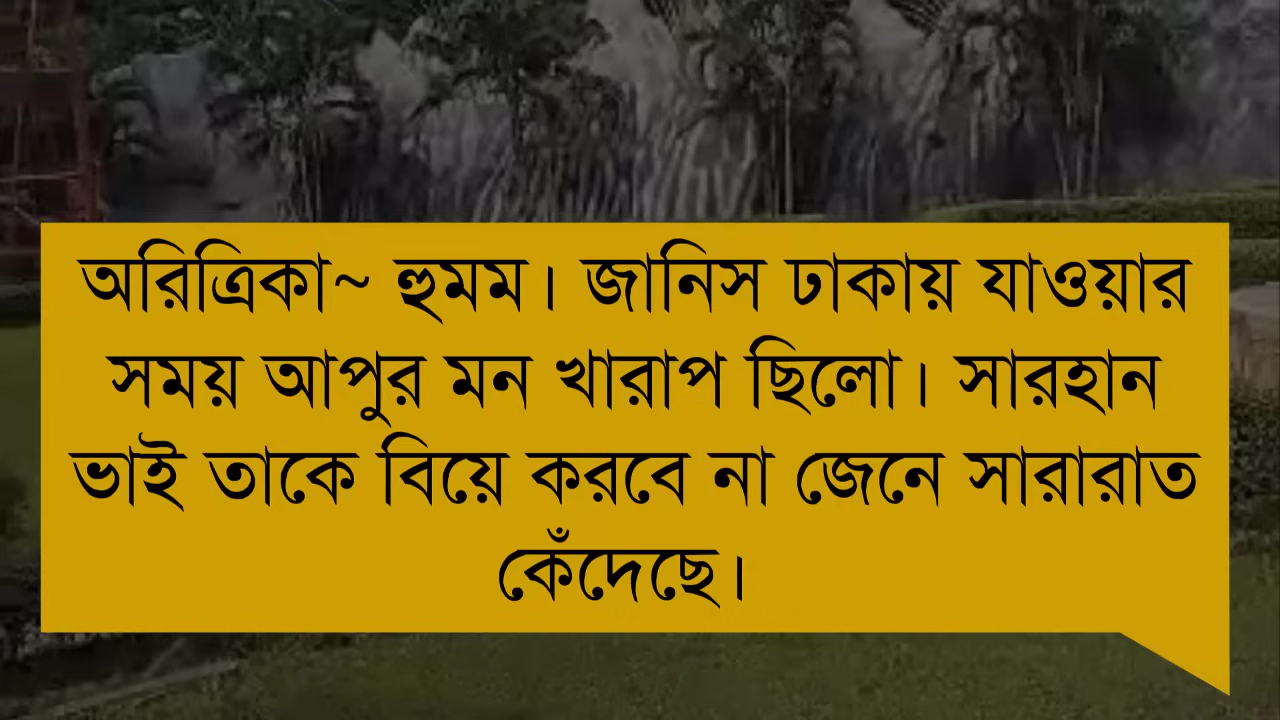 অরিত্রিকা~ হুমম। জানিস ঢাকায় যাওয়ার
সময় আপুর মন খারাপ ছিলো। সারহান
ভাই তাকে বিয়ে করবে না জেনে সারারাত
কেঁদেছে।